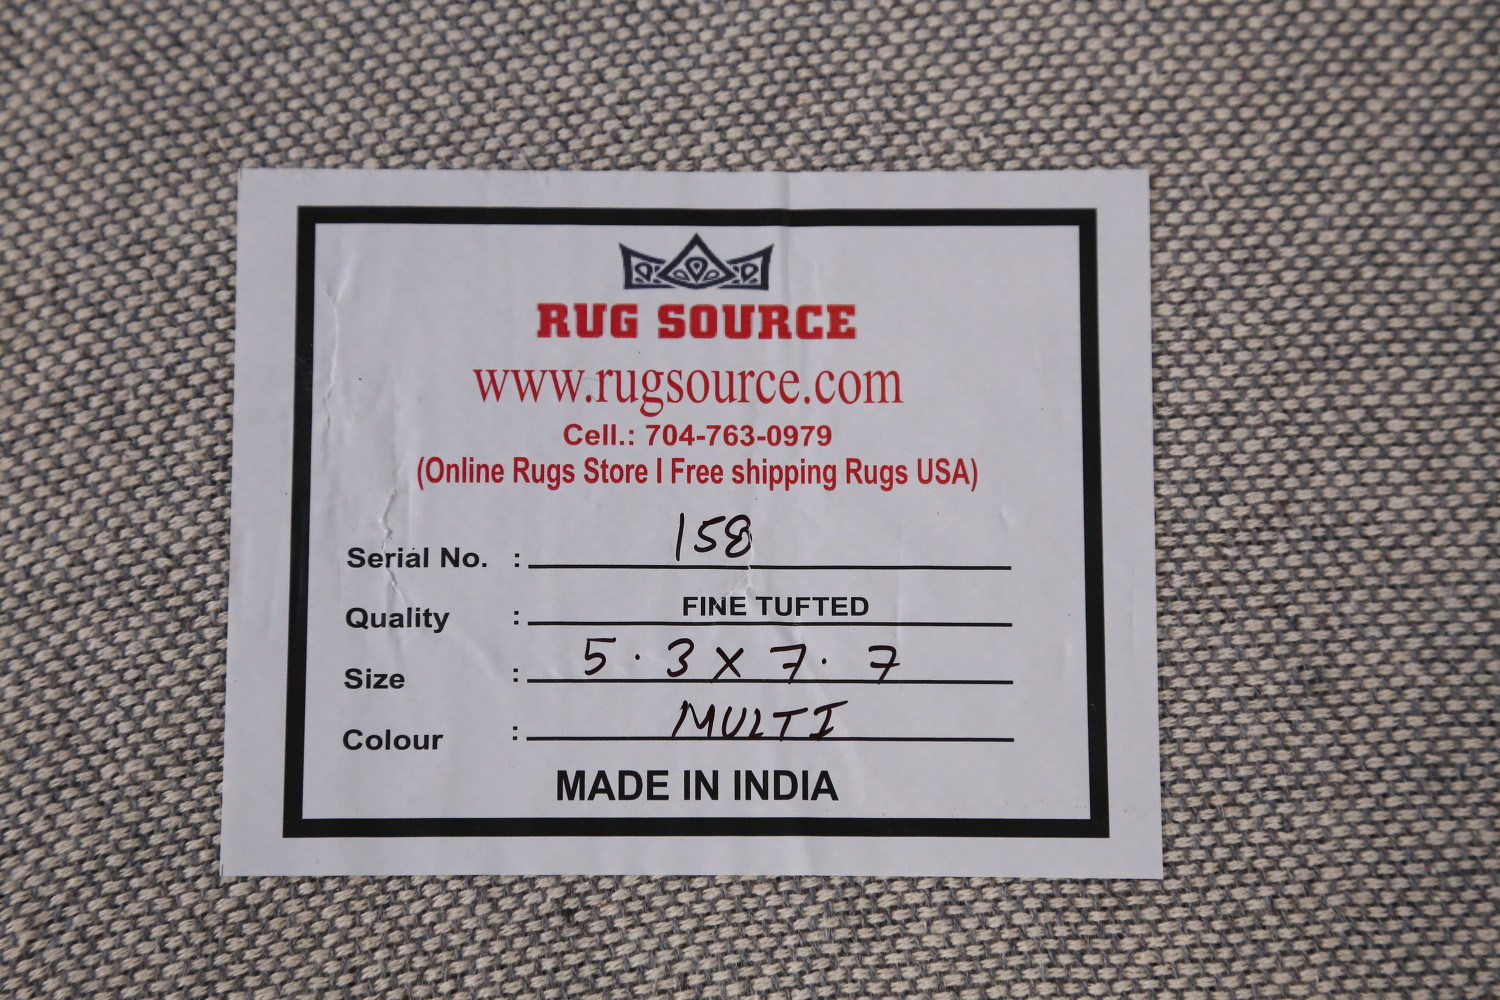 RUG SOURCE
www.rugsource.com
Cell.: 704-763-0979
(Online Rugs Store I Free shipping Rugs USA)
Serial No. : 158
Quality : FINE TUFTED
Size : 5.3 x 7.7
Colour : MULTI
MADE IN INDIA